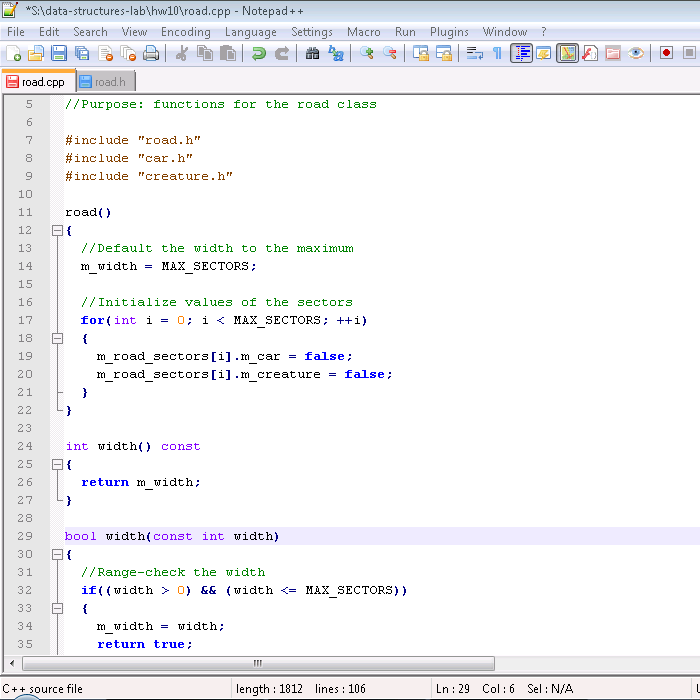 *S:\data-structures-lab\hw10\road.cpp - Notepad++
File Edit Search View Encoding Language Settings Macro Run Plugins Window ?
road.cpp road.h
5 //Purpose: functions for the road class
6
7 #include "road.h"
8 #include "car.h"
9 #include "creature.h"
10
11 road()
12 {
13 //Default the width to the maximum
14 m_width = MAX_SECTORS;
15
16 //Initialize values of the sectors
17 for(int i = 0; i < MAX_SECTORS; ++i)
18 {
19 m_road_sectors[i].m_car = false;
20 m_road_sectors[i].m_creature = false;
21 }
22 }
23
24 int width() const
25 {
26 return m_width;
27 }
28
29 bool width(const int width)
30 {
31 //Range-check the width
32 if((width > 0) && (width <= MAX_SECTORS))
33 {
34 m_width = width;
35 return true;
C++ source file length : 1812 lines : 106 Ln : 29 Col : 6 Sel : N/A